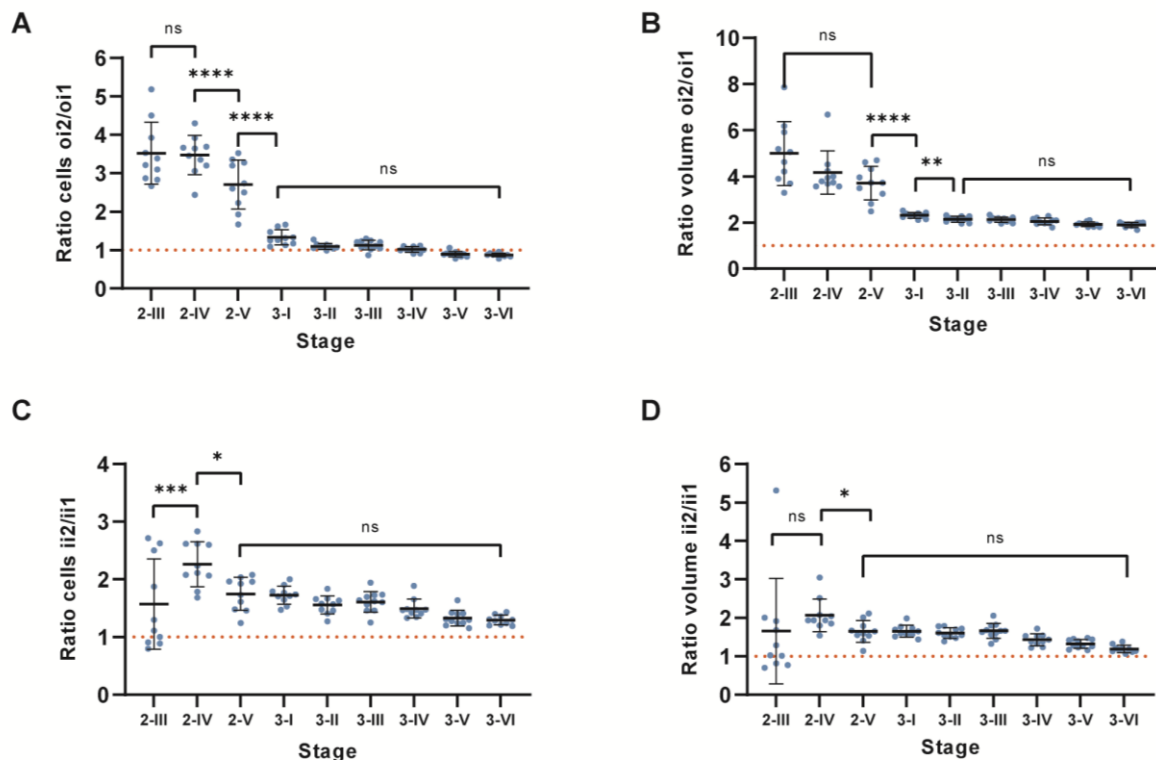 A
Ratio cells oi2/oi1
6
5
4
3
2
1
0
ns
****
****
ns
2-III 2-IV 2-V 3-I 3-II 3-III 3-IV 3-V 3-VI
Stage
B
Ratio volume oi2/oi1
10
8
6
4
2
0
ns
****
**
ns
2-III 2-IV 2-V 3-I 3-II 3-III 3-IV 3-V 3-VI
Stage
C
Ratio cells ii2/ii1
4
3
2
1
0
***
*
ns
2-III 2-IV 2-V 3-I 3-II 3-III 3-IV 3-V 3-VI
Stage
D
Ratio volume ii2/ii1
6
5
4
3
2
1
0
ns
*
ns
2-III 2-IV 2-V 3-I 3-II 3-III 3-IV 3-V 3-VI
Stage